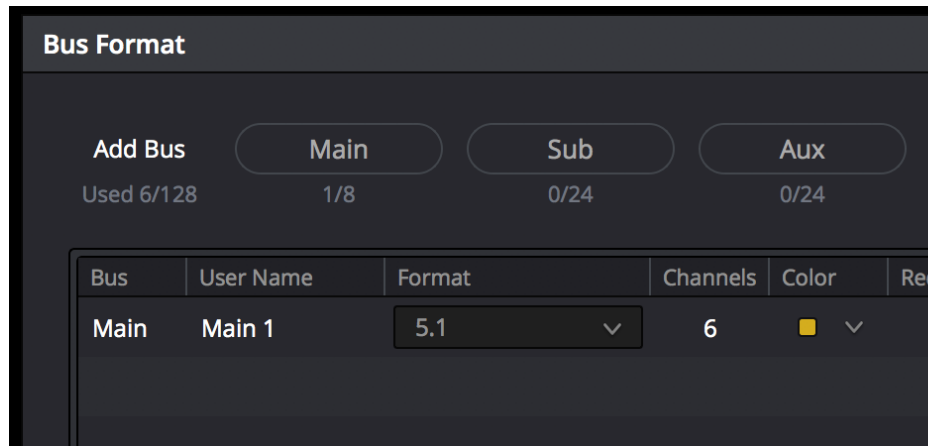 Bus Format
Add Bus Main Sub Aux
Used 6/128 1/8 0/24 0/24
Bus User Name Format Channels Color
Main Main 1 5.1 6